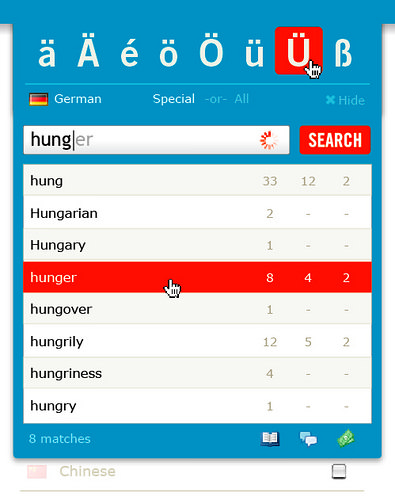 ä Ä é ö Ö ü Ü ß
German Special -or- All Hide
hunger SEARCH
hung 33 12 2
Hungarian 2 - -
Hungary 1 - -
hunger 8 4 2
hungover 1 - -
hungrily 12 5 2
hungriness 4 - -
hungry 1 - -
8 matches
Chinese